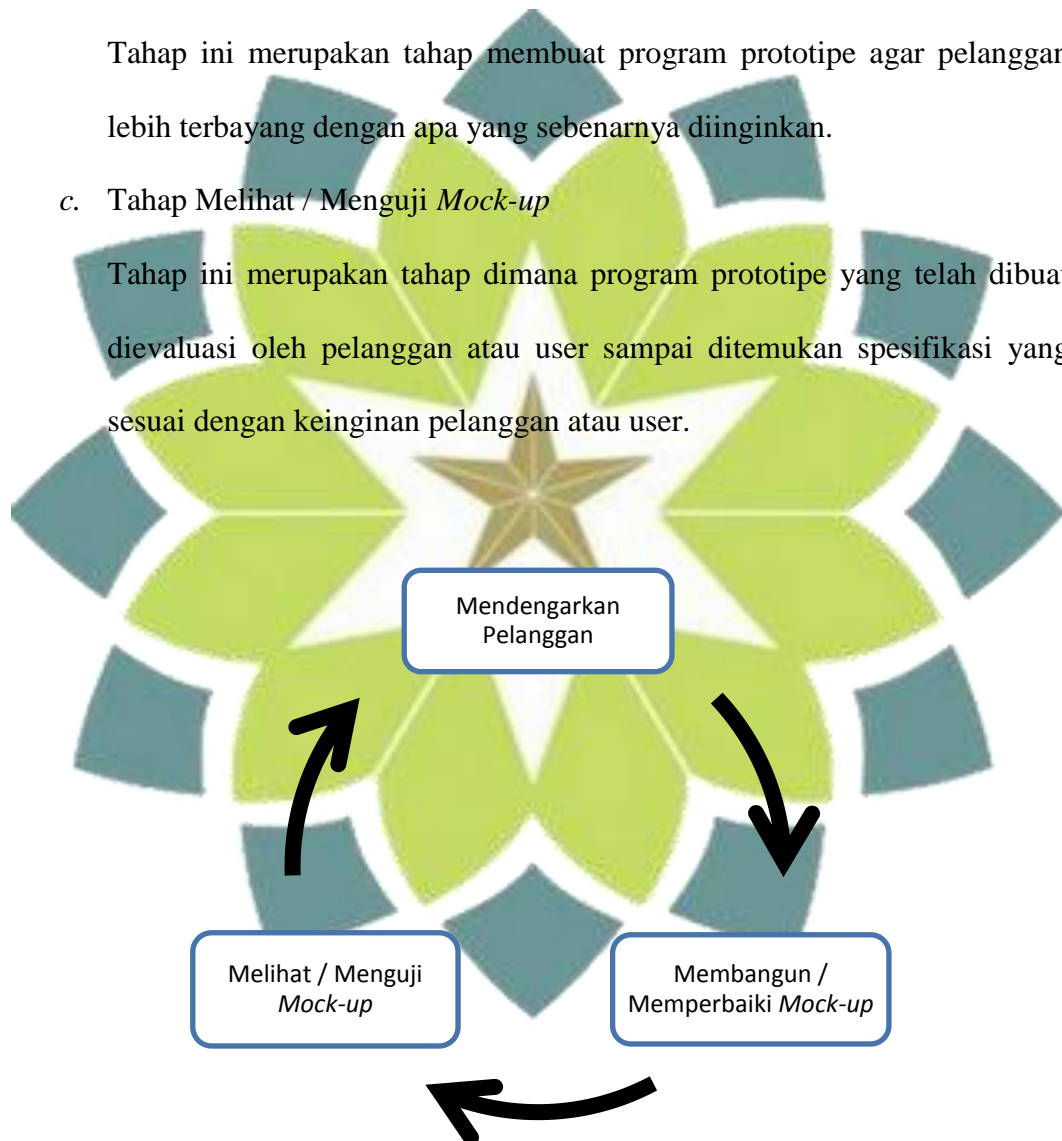 Tahap ini merupakan tahap membuat program prototipe agar pelanggan
lebih terbayang dengan apa yang sebenarnya diinginkan.
c. Tahap Melihat / Menguji Mock-up
Tahap ini merupakan tahap dimana program prototipe yang telah dibuat
dievaluasi oleh pelanggan atau user sampai ditemukan spesifikasi yang
sesuai dengan keinginan pelanggan atau user.
Mendengarkan
Pelanggan
Melihat / Menguji
Mock-up
Membangun /
Memperbaiki Mock-up